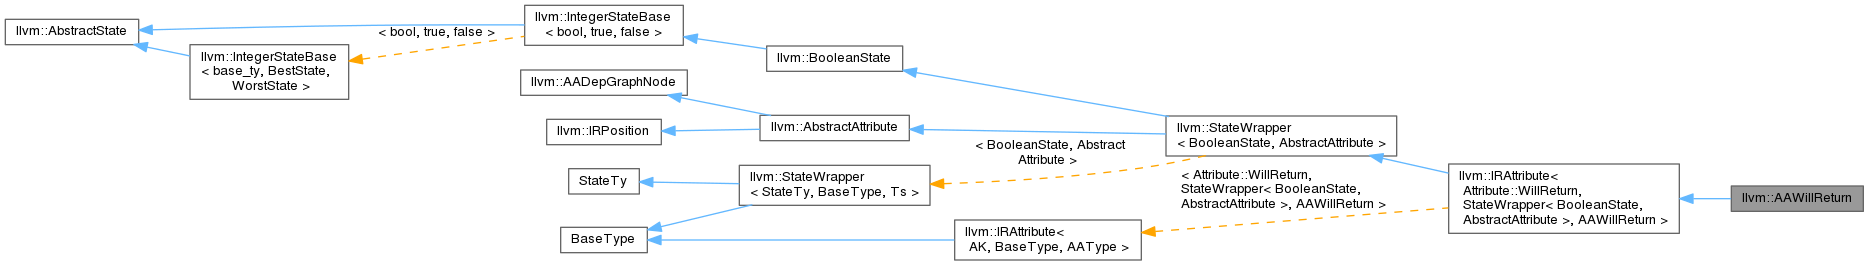 llvm::AbstractState
llvm::IntegerStateBase
< base_ty, BestState,
WorstState >
< bool, true, false >
llvm::IntegerStateBase
< bool, true, false >
llvm::BooleanState
llvm::AADepGraphNode
llvm::IRPosition
llvm::AbstractAttribute
StateTy
BaseType
llvm::StateWrapper
< StateTy, BaseType, Ts >
< BooleanState, Abstract
Attribute >
llvm::StateWrapper
< BooleanState, AbstractAttribute >
llvm::IRAttribute<
AK, BaseType, AAType >
< Attribute::WillReturn,
StateWrapper< BooleanState,
AbstractAttribute >, AAWillReturn >
llvm::IRAttribute<
Attribute::WillReturn,
StateWrapper< BooleanState,
AbstractAttribute >, AAWillReturn >
llvm::AAWillReturn